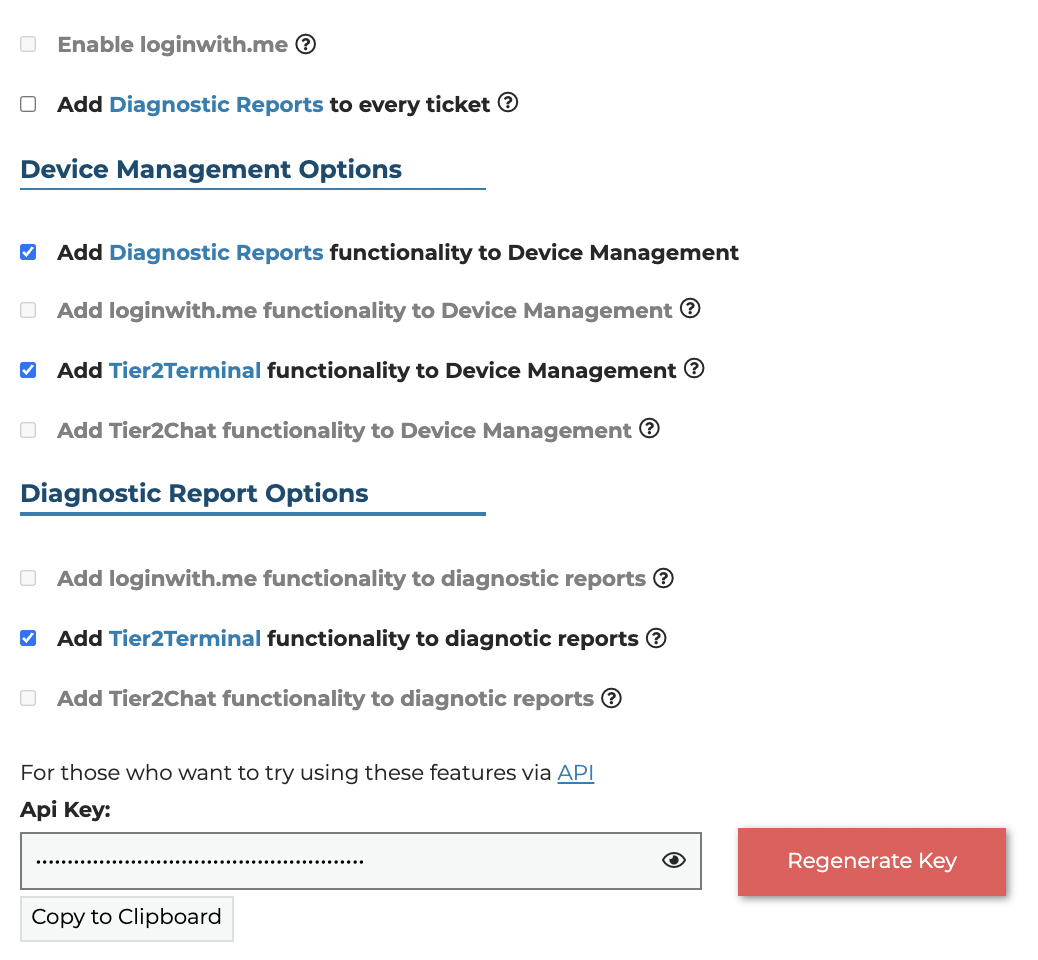 Enable loginwith.me ?
Add Diagnostic Reports to every ticket ?
Device Management Options
Add Diagnostic Reports functionality to Device Management
Add loginwith.me functionality to Device Management ?
Add Tier2Terminal functionality to Device Management ?
Add Tier2Chat functionality to Device Management ?
Diagnostic Report Options
Add loginwith.me functionality to diagnostic reports ?
Add Tier2Terminal functionality to diagnotic reports ?
Add Tier2Chat functionality to diagnotic reports ?
For those who want to try using these features via API
Api Key:
Regenerate Key
Copy to Clipboard